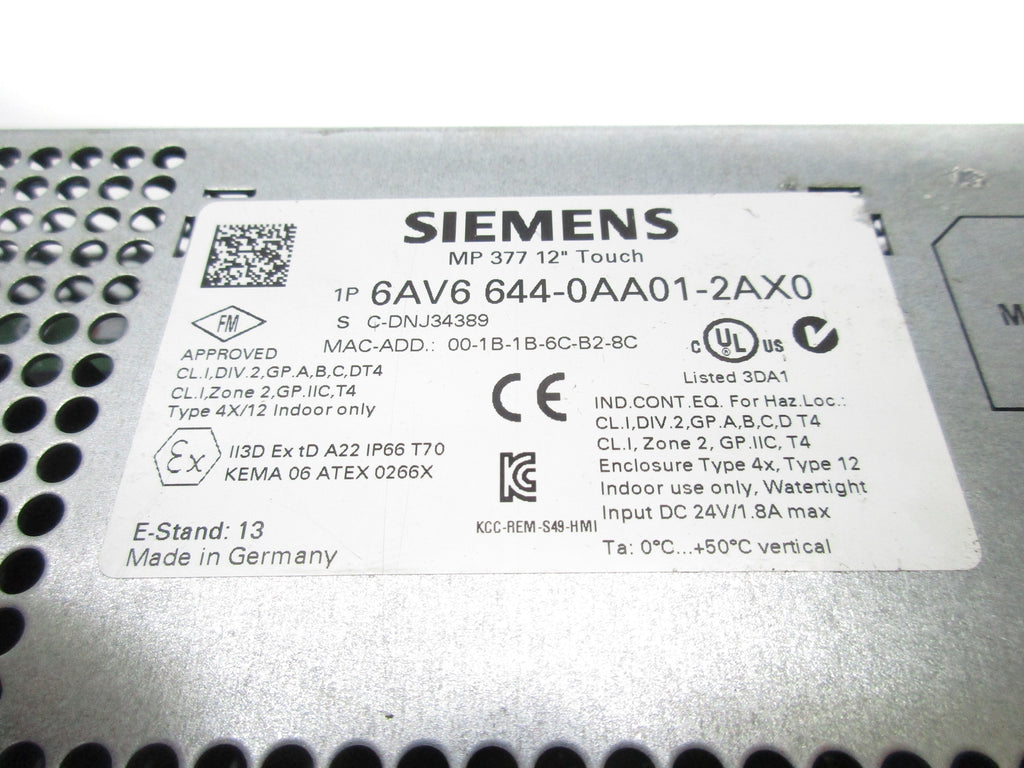 SIEMENS
MP 377 12" Touch
1P 6AV6 644-0AA01-2AX0
S C-DNJ34389
MAC-ADD.: 00-1B-1B-6C-B2-8C
FM
APPROVED
CL.I,DIV.2,GP.A,B,C,DT4
CL.I,Zone 2,GP.IIC,T4
Type 4X/12 Indoor only
Ex II3D Ex tD A22 IP66 T70
KEMA 06 ATEX 0266X
E-Stand: 13
Made in Germany
CE
KCC-REM-S49-HMI
c UL us
Listed 3DA1
IND.CONT.EQ. For Haz.Loc.:
CL.I,DIV.2,GP.A,B,C,D T4
CL.I, Zone 2, GP.IIC, T4
Enclosure Type 4x, Type 12
Indoor use only, Watertight
Input DC 24V/1.8A max
Ta: 0°C...+50°C vertical